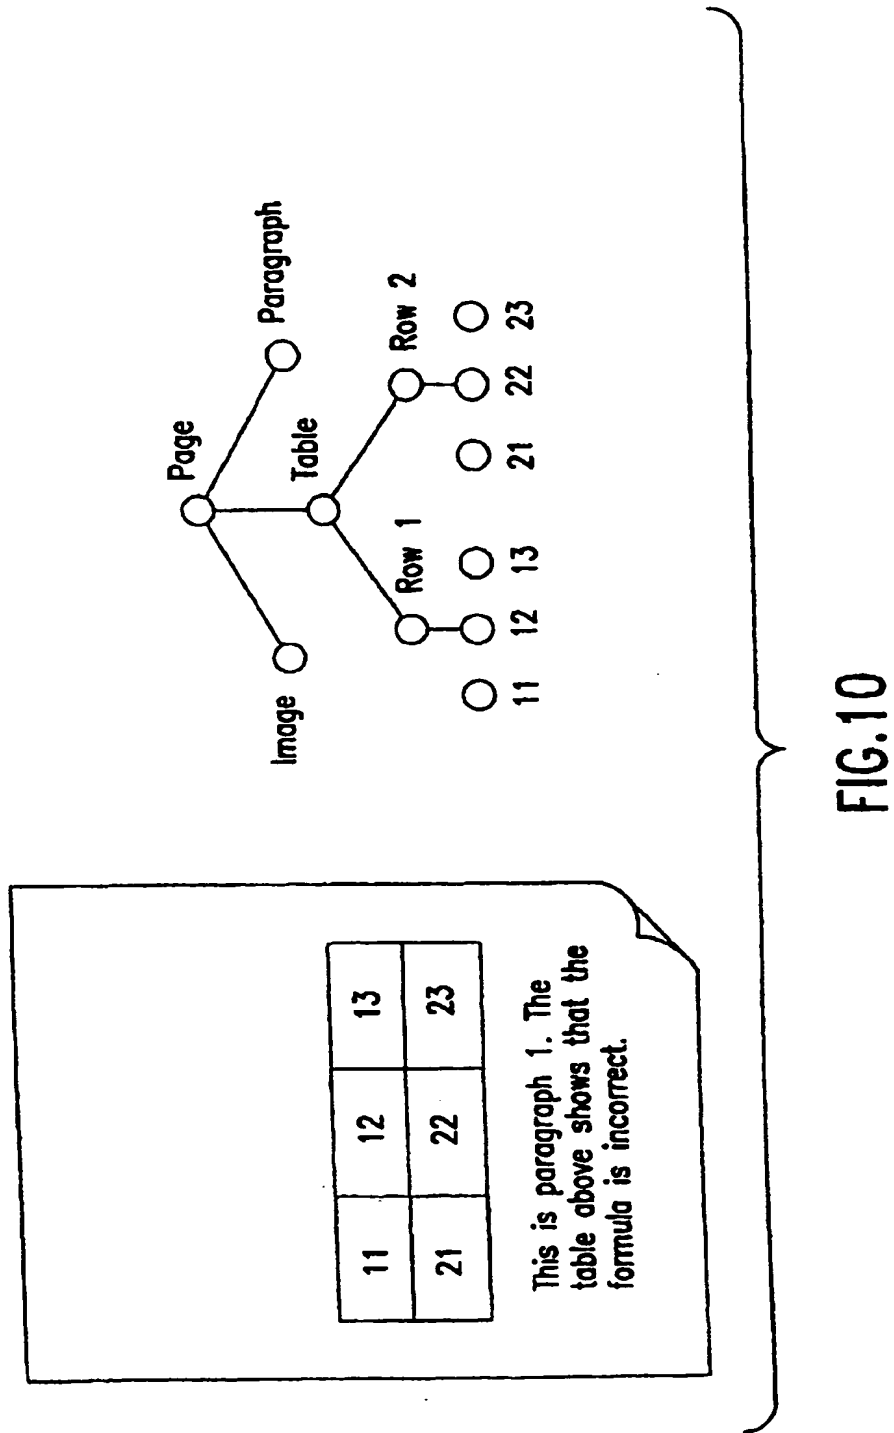 11 12 13
21 22 23
This is paragraph 1. The
table above shows that the
formula is incorrect.
Page
Image
Paragraph
Table
Row 1
Row 2
11 12 13 21 22 23
FIG.10